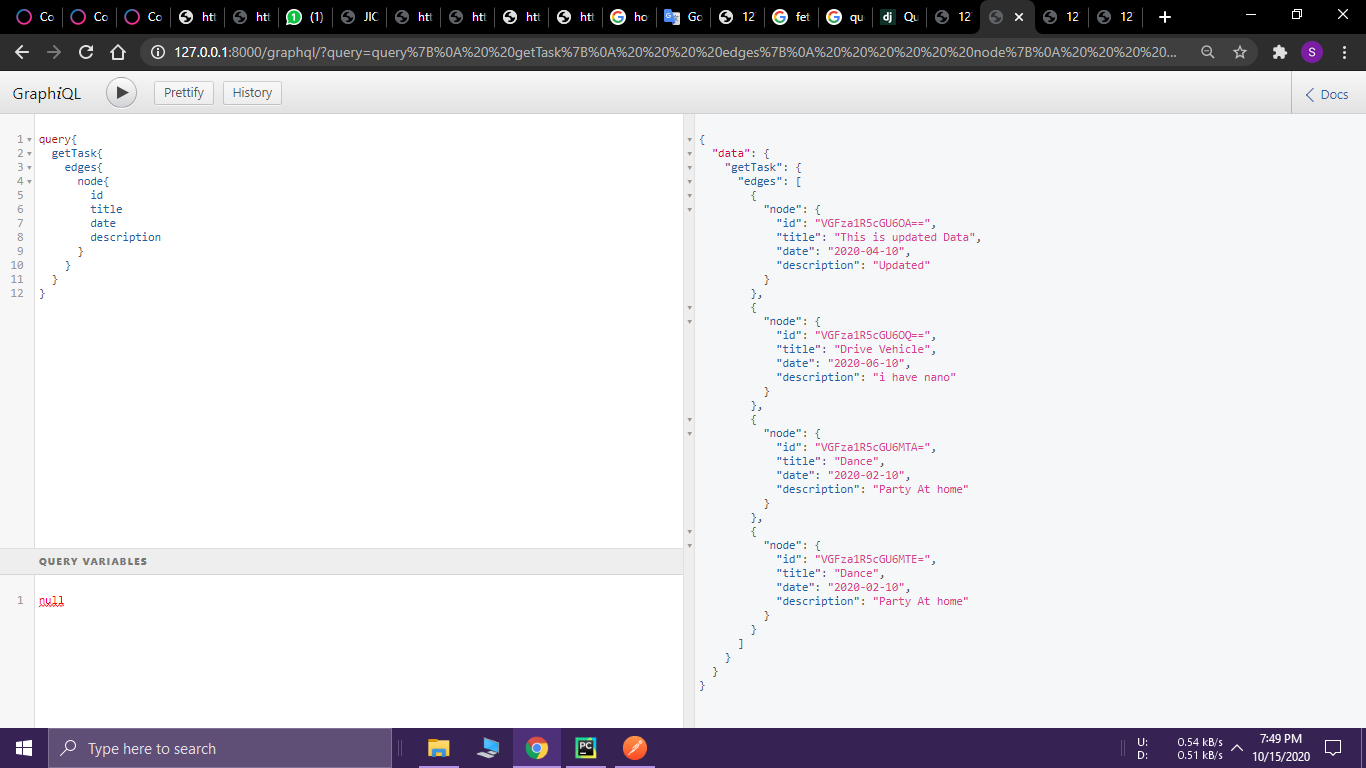 Co
Co
Co
htt
htt
(1)
JIC
htt
htt
htt
htt
ho
Go
12
fet
qu
Qu
12
12
12
127.0.0.1:8000/graphql/?query=query%7B%0A%20%20getTask%7B%0A%20%20%20%20edges%7B%0A%20%20%20%20%20%20node%7B%0A%20%20%20%20...
S
GraphiQL
Prettify
History
Docs
1 query{
2 getTask{
3 edges{
4 node{
5 id
6 title
7 date
8 description
9 }
10 }
11 }
12 }
QUERY VARIABLES
1 null
{
"data": {
"getTask": {
"edges": [
{
"node": {
"id": "VGFza1R5cGU6OA==",
"title": "This is updated Data",
"date": "2020-04-10",
"description": "Updated"
}
},
{
"node": {
"id": "VGFza1R5cGU6OQ==",
"title": "Drive Vehicle",
"date": "2020-06-10",
"description": "i have nano"
}
},
{
"node": {
"id": "VGFza1R5cGU6MTA=",
"title": "Dance",
"date": "2020-02-10",
"description": "Party At home"
}
},
{
"node": {
"id": "VGFza1R5cGU6MTE=",
"title": "Dance",
"date": "2020-02-10",
"description": "Party At home"
}
}
]
}
}
}
Type here to search
PC
U: 0.54 kB/s
D: 0.51 kB/s
7:49 PM
10/15/2020